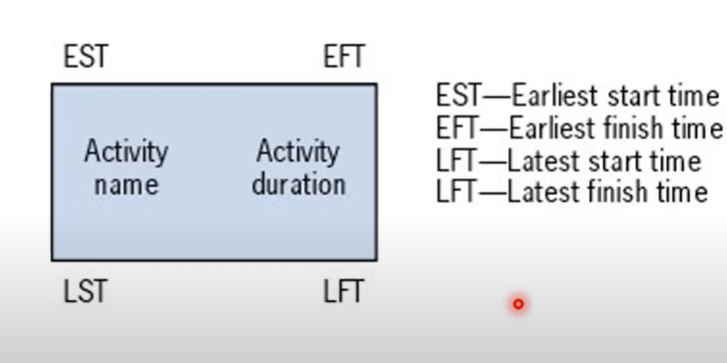 EST EFT
Activity name
Activity duration
LST LFT
EST—Earliest start time
EFT—Earliest finish time
LFT—Latest start time
LFT—Latest finish time